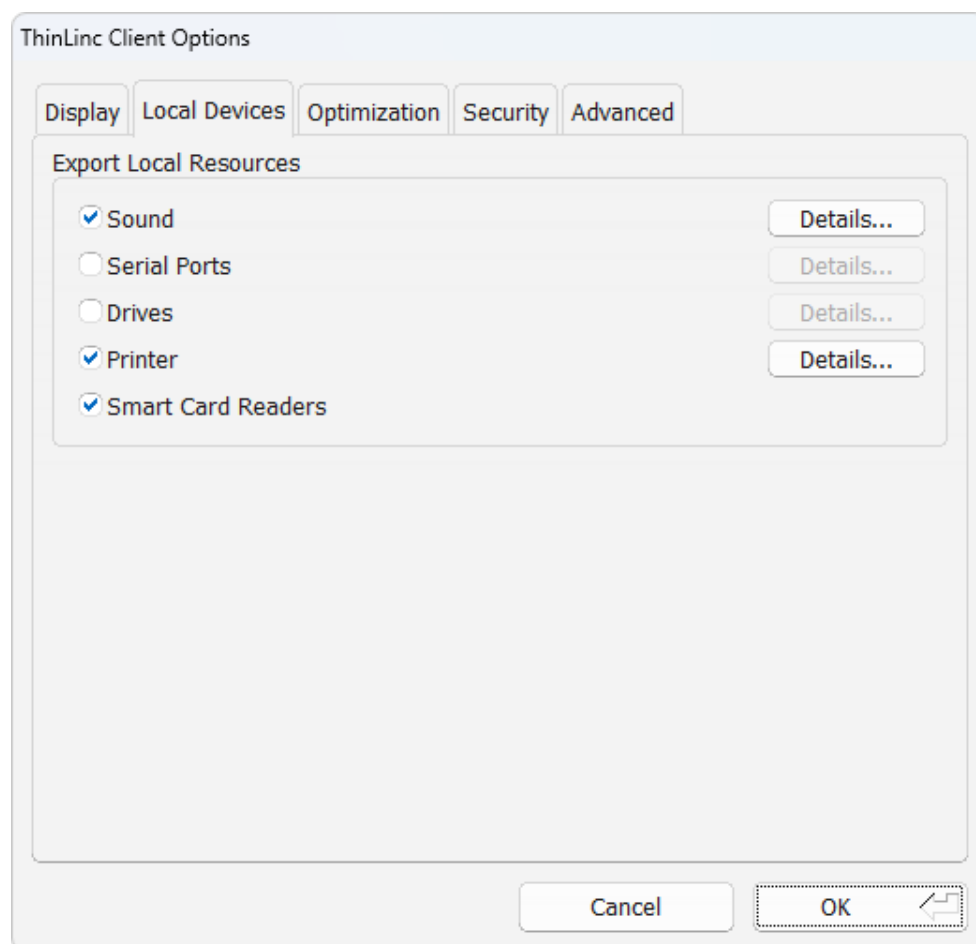 ThinLinc Client Options
Display Local Devices Optimization Security Advanced
Export Local Resources
Sound Details...
Serial Ports Details...
Drives Details...
Printer Details...
Smart Card Readers
Cancel OK